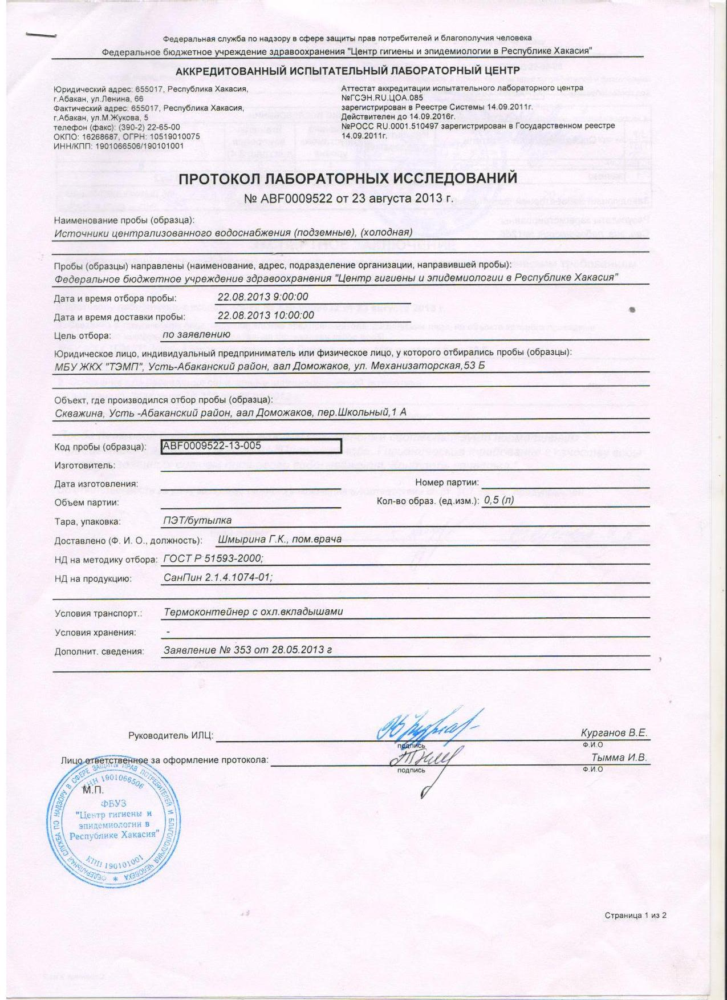 Федеральная служба по надзору в сфере защиты прав потребителей и благополучия человека
Федеральное бюджетное учреждение здравоохранения "Центр гигиены и эпидемиологии в Республике Хакасия"
АККРЕДИТОВАННЫЙ ИСПЫТАТЕЛЬНЫЙ ЛАБОРАТОРНЫЙ ЦЕНТР
Юридический адрес: 655017, Республика Хакасия,
г.Абакан, ул.Ленина, 66
Фактический адрес: 655017, Республика Хакасия,
г.Абакан, ул.М.Жукова, 5
телефон (факс): (390-2) 22-65-00
ОКПО: 16268687, ОГРН: 10519010075
ИНН/КПП: 1901066506/190101001
Аттестат аккредитации испытательного лабораторного центра
№ГСЭН.RU.ЦОА.085
зарегистрирован в Реестре Системы 14.09.2011г.
Действителен до 14.09.2016г.
№РОСС RU.0001.510497 зарегистрирован в Государственном реестре
14.09.2011г.
ПРОТОКОЛ ЛАБОРАТОРНЫХ ИССЛЕДОВАНИЙ
№ ABF0009522 от 23 августа 2013 г.
Наименование пробы (образца):
Источники централизованного водоснабжения (подземные), (холодная)
Пробы (образцы) направлены (наименование, адрес, подразделение организации, направившей пробы):
Федеральное бюджетное учреждение здравоохранения "Центр гигиены и эпидемиологии в Республике Хакасия"
Дата и время отбора пробы: 22.08.2013 9:00:00
Дата и время доставки пробы: 22.08.2013 10:00:00
Цель отбора: по заявлению
Юридическое лицо, индивидуальный предприниматель или физическое лицо, у которого отбирались пробы (образцы):
МБУ ЖКХ "ТЭМП", Усть-Абаканский район, аал Доможаков, ул. Механизаторская,53 Б
Объект, где производился отбор пробы (образца):
Скважина, Усть -Абаканский район, аал Доможаков, пер.Школьный,1 А
Код пробы (образца): ABF0009522-13-005
Изготовитель:
Дата изготовления: Номер партии:
Объем партии: Кол-во образ. (ед.изм.): 0,5 (л)
Тара, упаковка: ПЭТ/бутылка
Доставлено (Ф. И. О., должность): Шмырина Г.К., пом.врача
НД на методику отбора: ГОСТ Р 51593-2000;
НД на продукцию: СанПин 2.1.4.1074-01;
Условия транспорт.: Термоконтейнер с охл.вкладышами
Условия хранения: -
Дополнит. сведения: Заявление № 353 от 28.05.2013 г
Руководитель ИЛЦ: Курганов В.Е.
подпись Ф.И.О
Лицо ответственное за оформление протокола: Тымма И.В.
подпись Ф.И.О
М.П.
ФЕДЕРАЛЬНАЯ СЛУЖБА ПО НАДЗОРУ В СФЕРЕ ЗАЩИТЫ ПРАВ ПОТРЕБИТЕЛЕЙ И БЛАГОПОЛУЧИЯ ЧЕЛОВЕКА *
ИНН 1901066506
ФБУЗ
"Центр гигиены и
эпидемиологии в
Республике Хакасия"
КПП 190101001
Страница 1 из 2